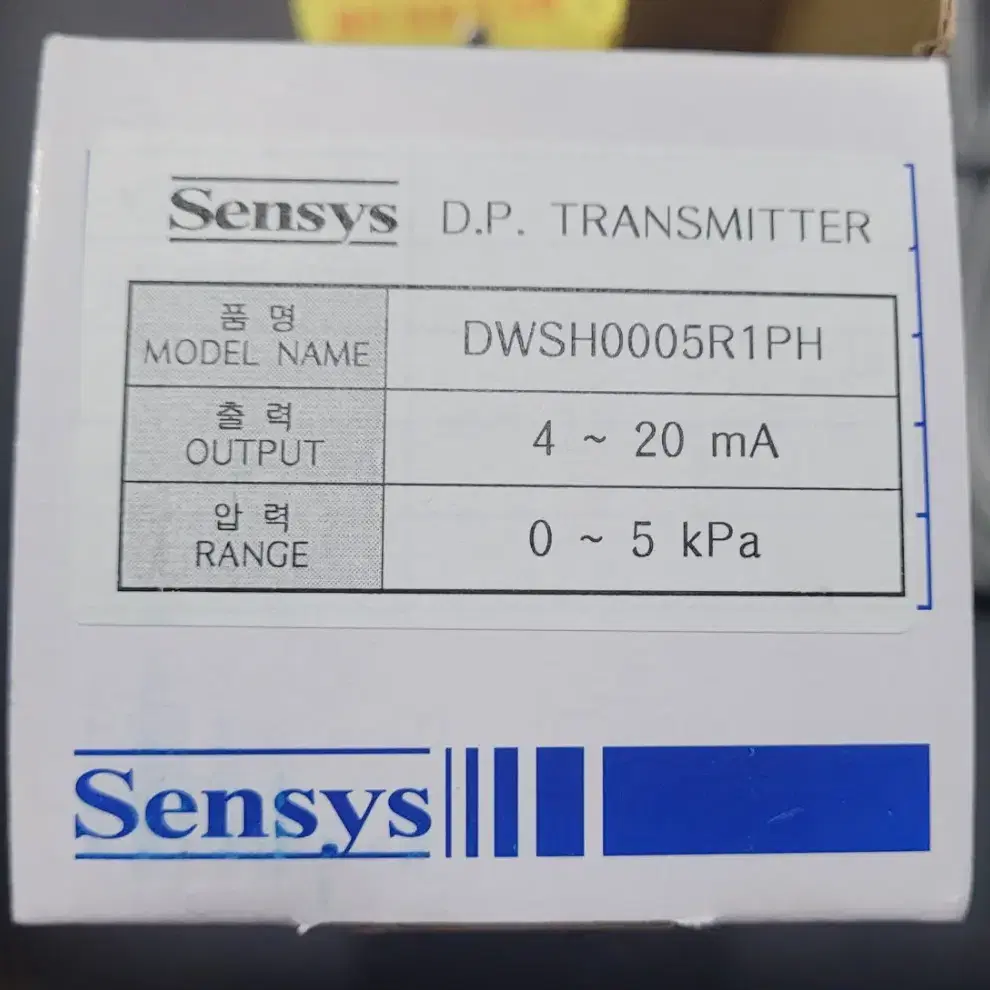 Sensys D.P. TRANSMITTER
품 명
MODEL NAME
DWSH0005R1PH
출 력
OUTPUT
4 ~ 20 mA
압 력
RANGE
0 ~ 5 kPa
Sensys